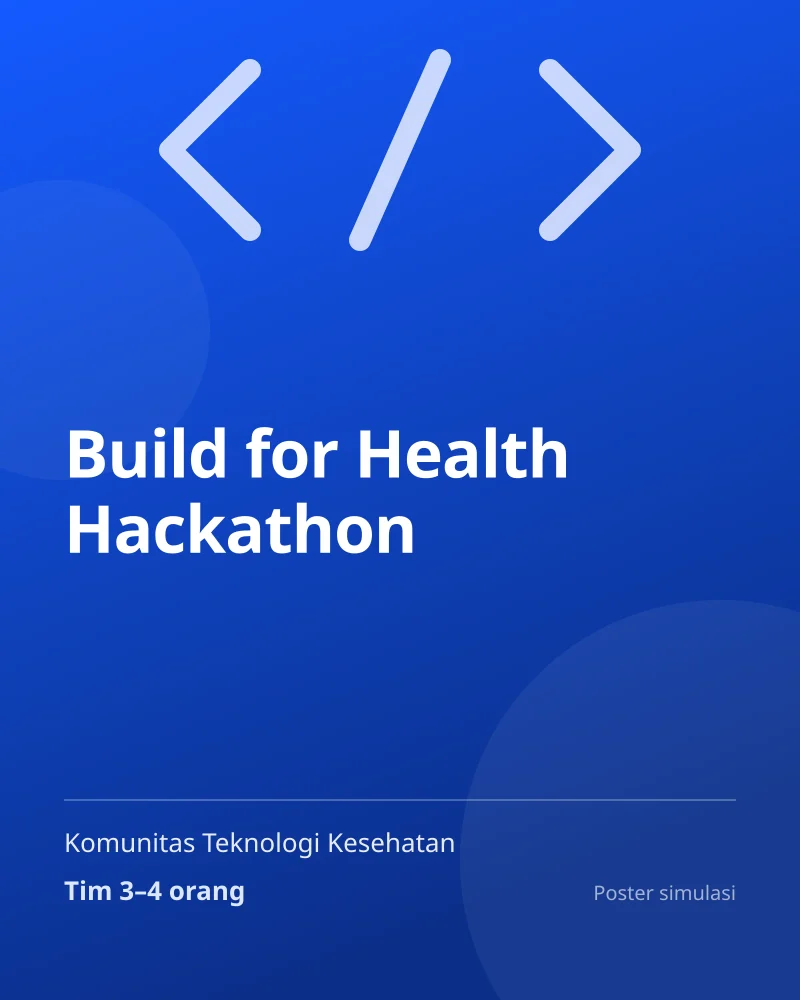 Build for Health
Hackathon
Komunitas Teknologi Kesehatan
Tim 3–4 orang
Poster simulasi